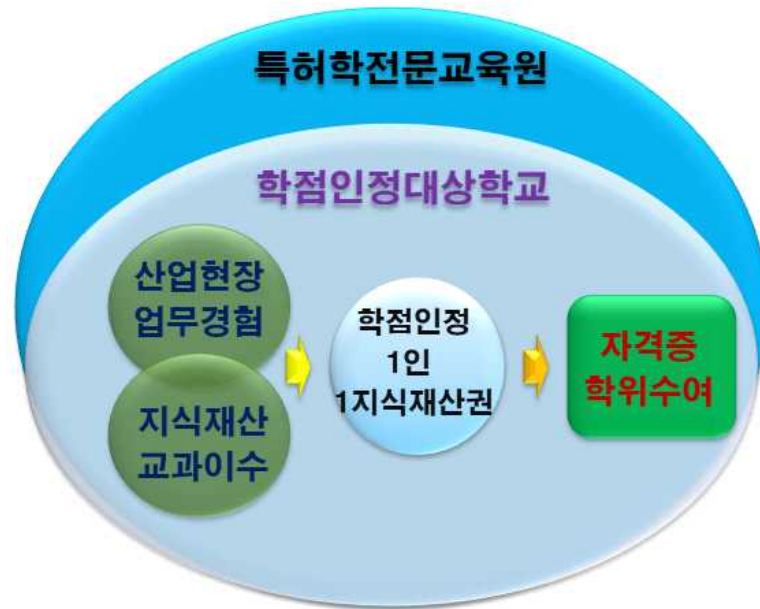 특허학전문교육원
학점인정대상학교
산업현장
업무경험
지식재산
교과이수
학점인정
1인
1지식재산권
자격증
학위수여